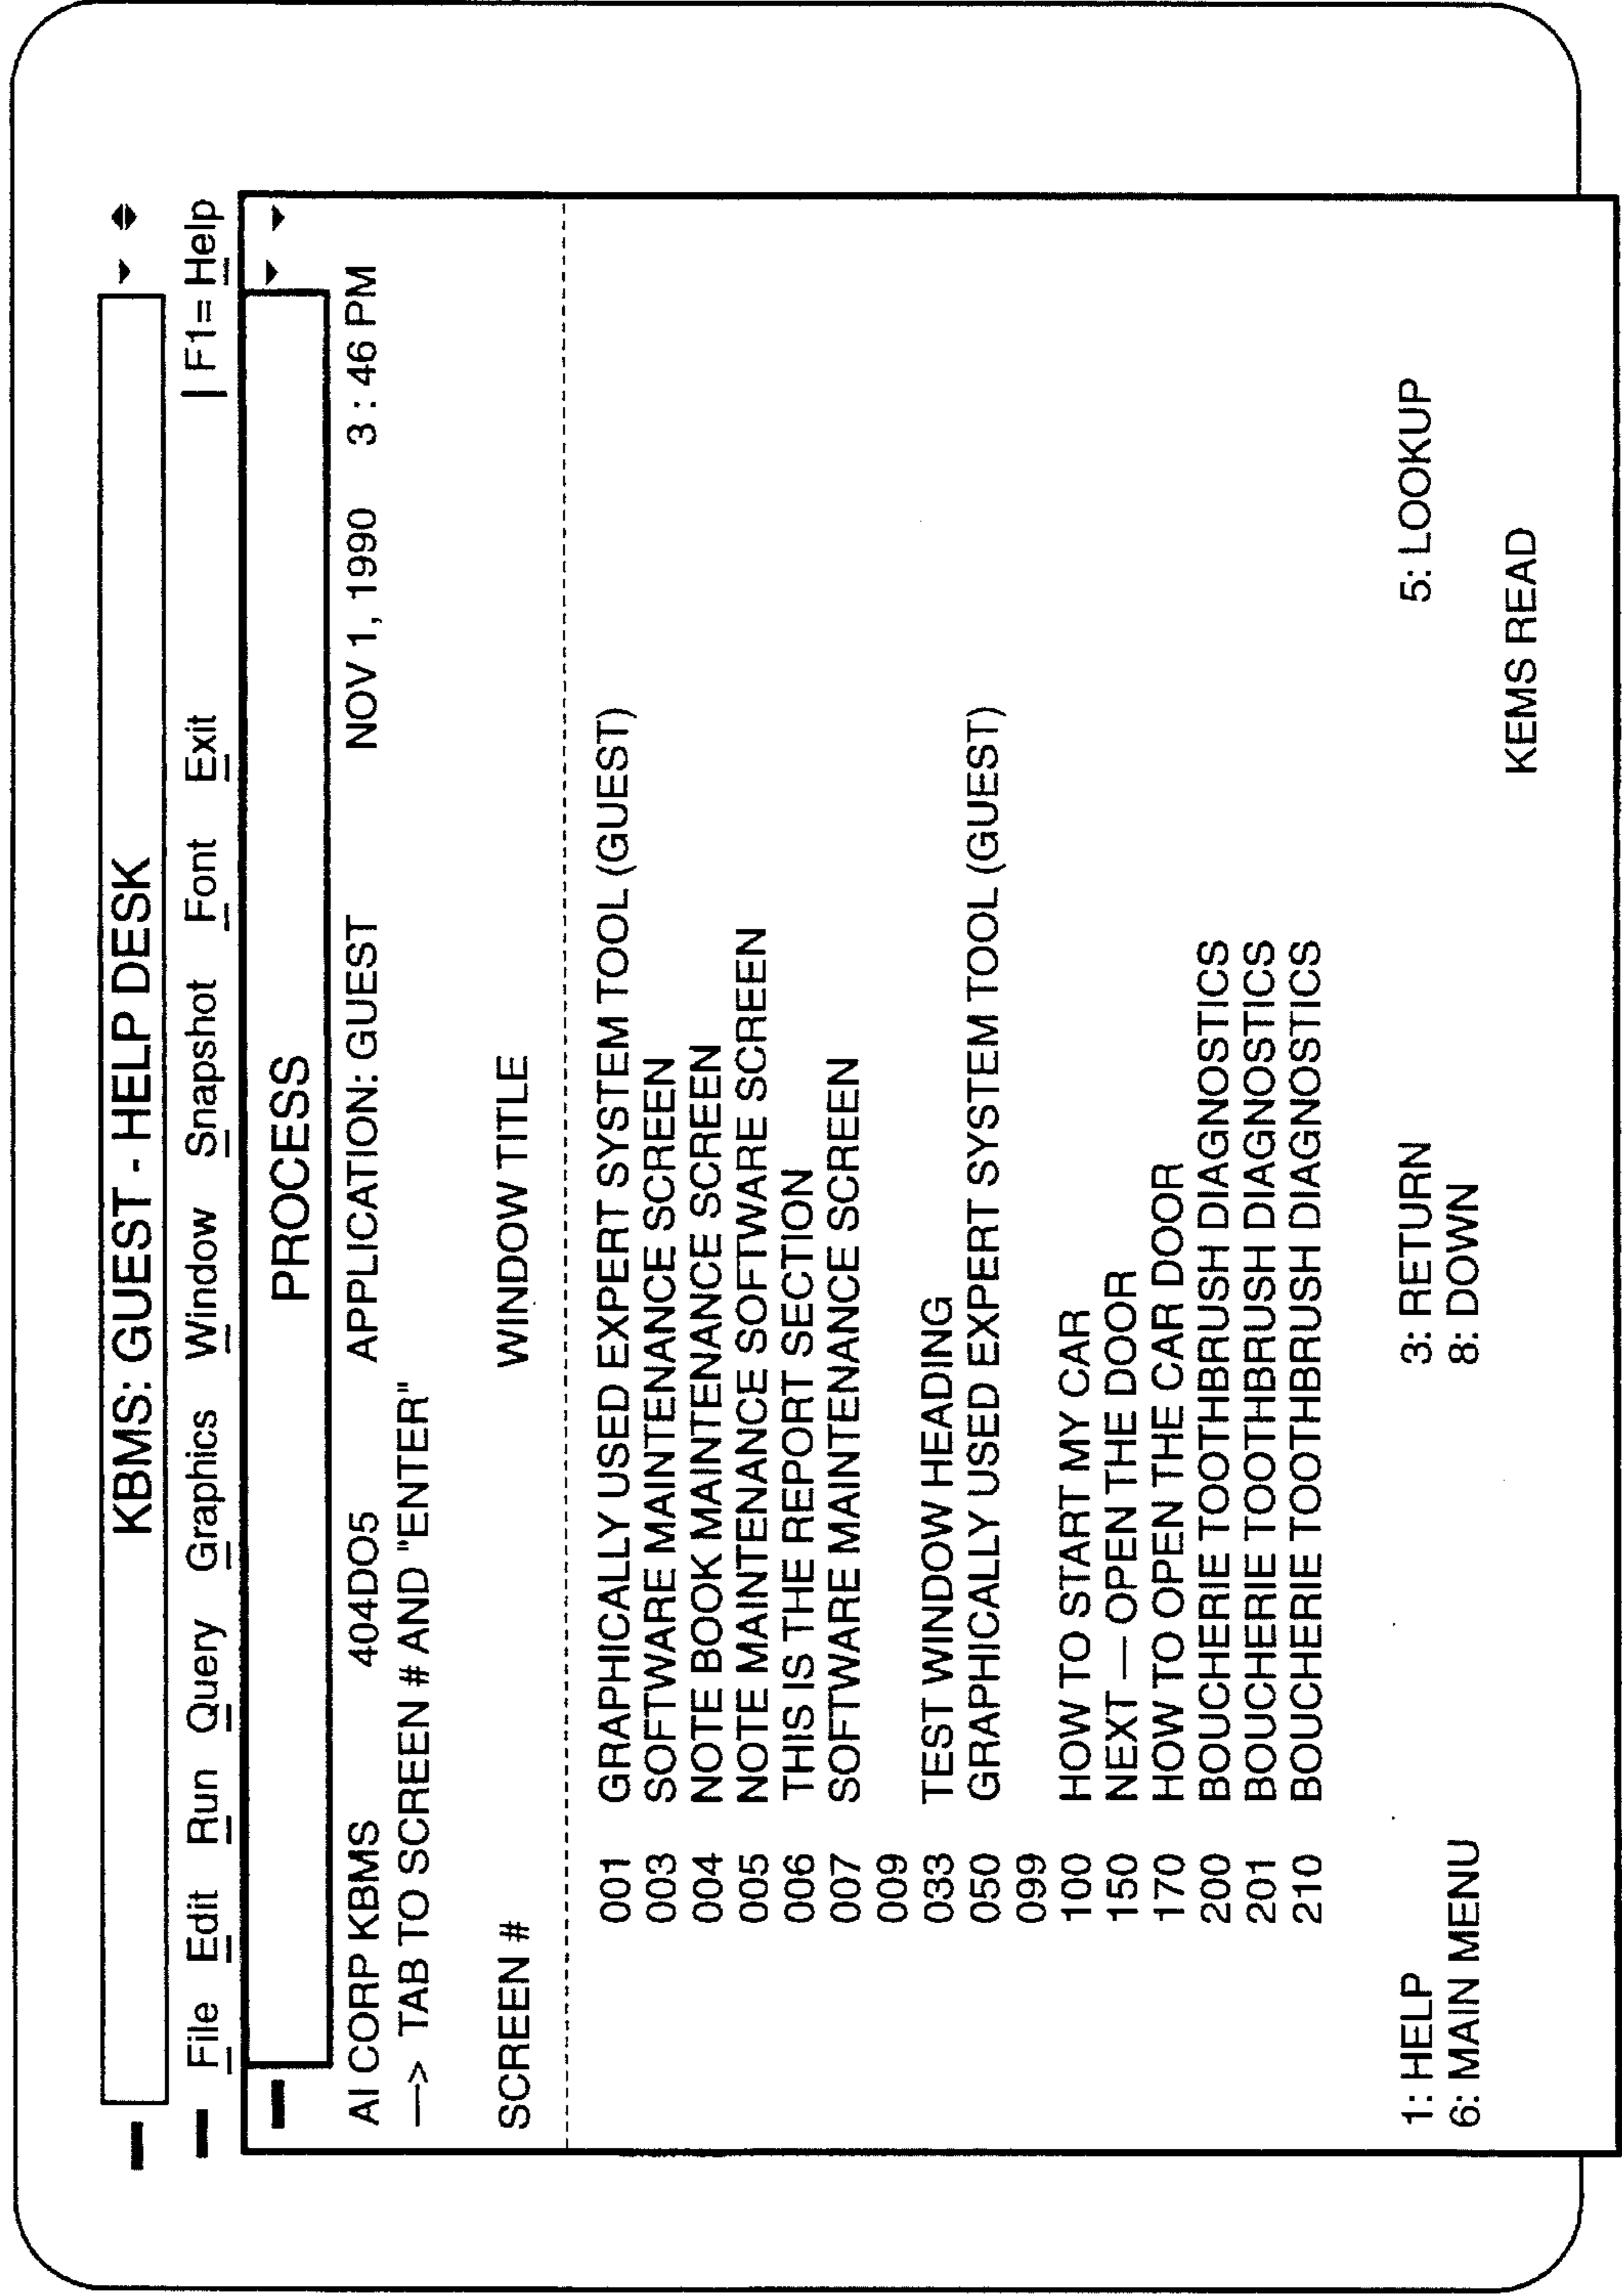 KBMS: GUEST - HELP DESK
File Edit Run Query Graphics Window Snapshot Font Exit | F1= Help
PROCESS
AI CORP KBMS 404DO5 APPLICATION: GUEST NOV 1, 1990 3 : 46 PM
—> TAB TO SCREEN # AND "ENTER"
SCREEN # WINDOW TITLE
001 GRAPHICALLY USED EXPERT SYSTEM TOOL (GUEST)
003 SOFTWARE MAINTENANCE SCREEN
004 NOTE BOOK MAINTENANCE SCREEN
005 NOTE MAINTENANCE SOFTWARE SCREEN
006 THIS IS THE REPORT SECTION
007 SOFTWARE MAINTENANCE SCREEN
009
033 TEST WINDOW HEADING
050 GRAPHICALLY USED EXPERT SYSTEM TOOL (GUEST)
099
100 HOW TO START MY CAR
150 NEXT — OPEN THE DOOR
170 HOW TO OPEN THE CAR DOOR
200 BOUCHERIE TOOTHBRUSH DIAGNOSTICS
201 BOUCHERIE TOOTHBRUSH DIAGNOSTICS
210 BOUCHERIE TOOTHBRUSH DIAGNOSTICS
1: HELP 3: RETURN 5: LOOKUP
6: MAIN MENU 8: DOWN
KEMS READ